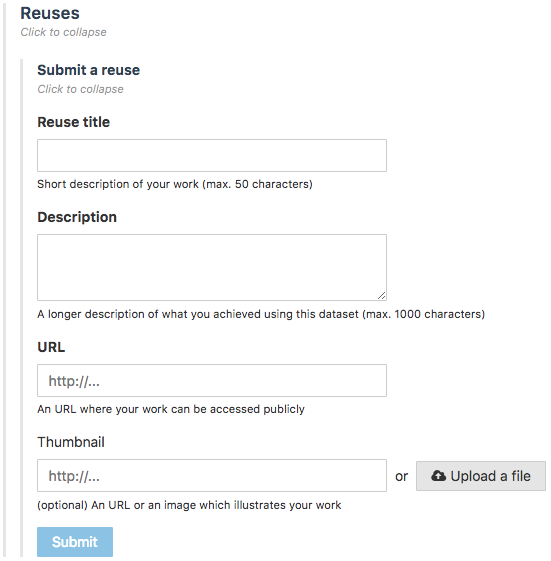 Reuses
Click to collapse
Submit a reuse
Click to collapse
Reuse title
Short description of your work (max. 50 characters)
Description
A longer description of what you achieved using this dataset (max. 1000 characters)
URL
http://...
An URL where your work can be accessed publicly
Thumbnail
http://... or Upload a file
(optional) An URL or an image which illustrates your work
Submit